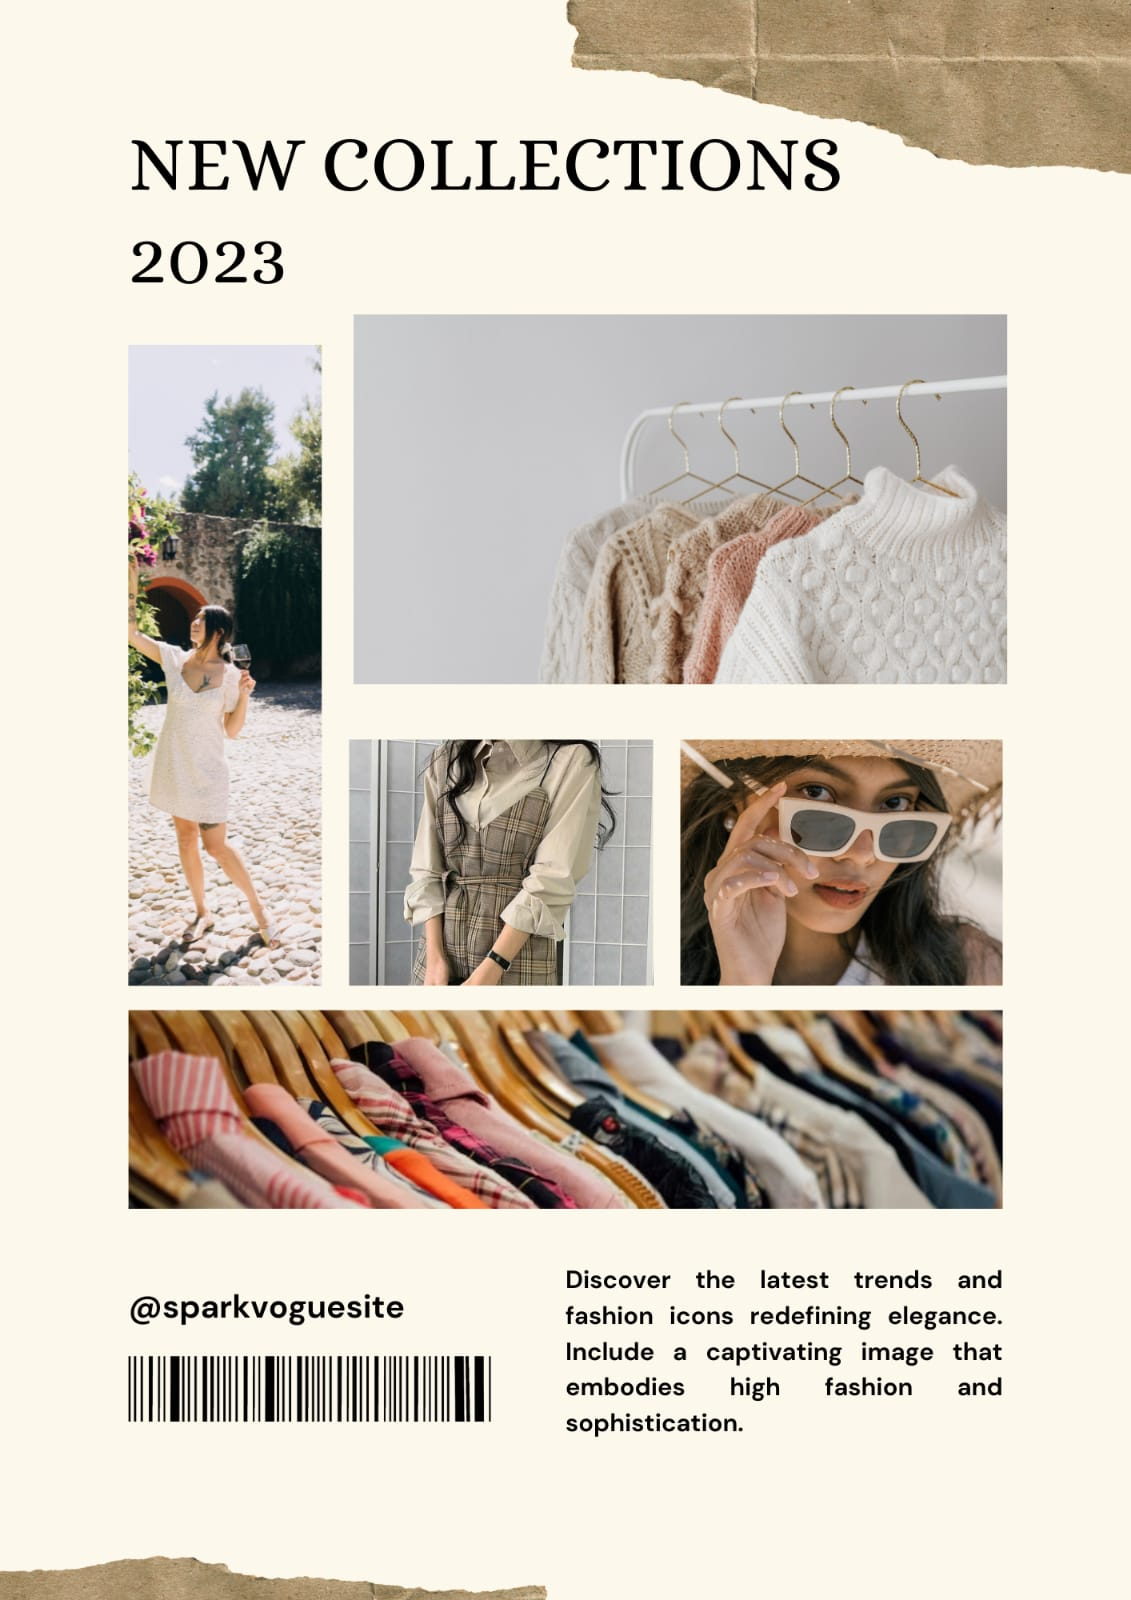 NEW COLLECTIONS
2023
@sparkvoguesite
Discover the latest trends and
fashion icons redefining elegance.
Include a captivating image that
embodies high fashion and
sophistication.